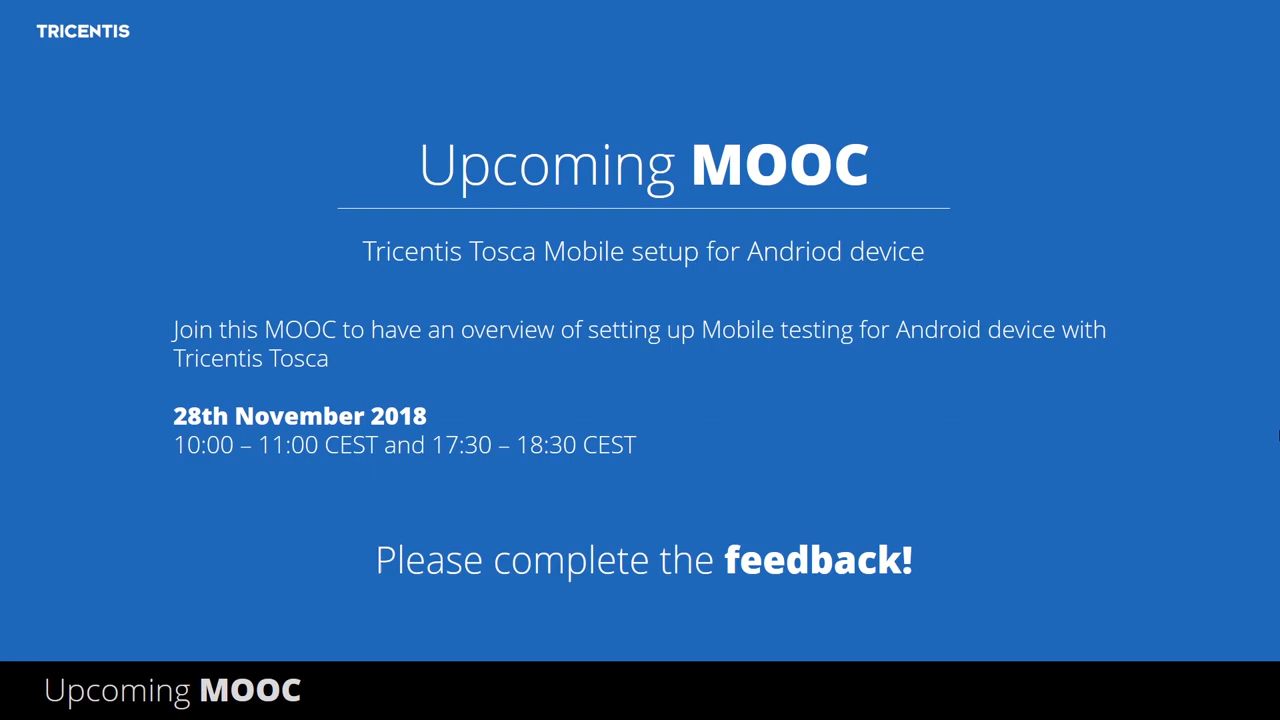 TRICENTIS
Upcoming MOOC
Tricentis Tosca Mobile setup for Andriod device
Join this MOOC to have an overview of setting up Mobile testing for Android device with
Tricentis Tosca
28th November 2018
10:00 – 11:00 CEST and 17:30 – 18:30 CEST
Please complete the feedback!
Upcoming MOOC